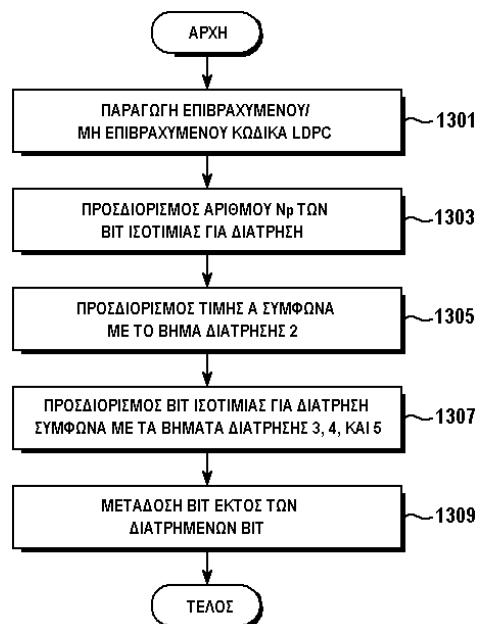 ΑΡΧΗ
ΠΑΡΑΓΩΓΗ ΕΠΙΒΡΑΧΥΜΕΝΟΥ/
ΜΗ ΕΠΙΒΡΑΧΥΜΕΝΟΥ ΚΩΔΙΚΑ LDPC
1301
ΠΡΟΣΔΙΟΡΙΣΜΟΣ ΑΡΙΘΜΟΥ Np ΤΩΝ
ΒΙΤ ΙΣΟΤΙΜΙΑΣ ΓΙΑ ΔΙΑΤΡΗΣΗ
1303
ΠΡΟΣΔΙΟΡΙΣΜΟΣ ΤΙΜΗΣ Α ΣΥΜΦΩΝΑ
ΜΕ ΤΟ ΒΗΜΑ ΔΙΑΤΡΗΣΗΣ 2
1305
ΠΡΟΣΔΙΟΡΙΣΜΟΣ ΒΙΤ ΙΣΟΤΙΜΙΑΣ ΓΙΑ ΔΙΑΤΡΗΣΗ
ΣΥΜΦΩΝΑ ΜΕ ΤΑ ΒΗΜΑΤΑ ΔΙΑΤΡΗΣΗΣ 3, 4, ΚΑΙ 5
1307
ΜΕΤΑΔΟΣΗ ΒΙΤ ΕΚΤΟΣ ΤΩΝ
ΔΙΑΤΡΗΜΕΝΩΝ ΒΙΤ
1309
ΤΕΛΟΣ